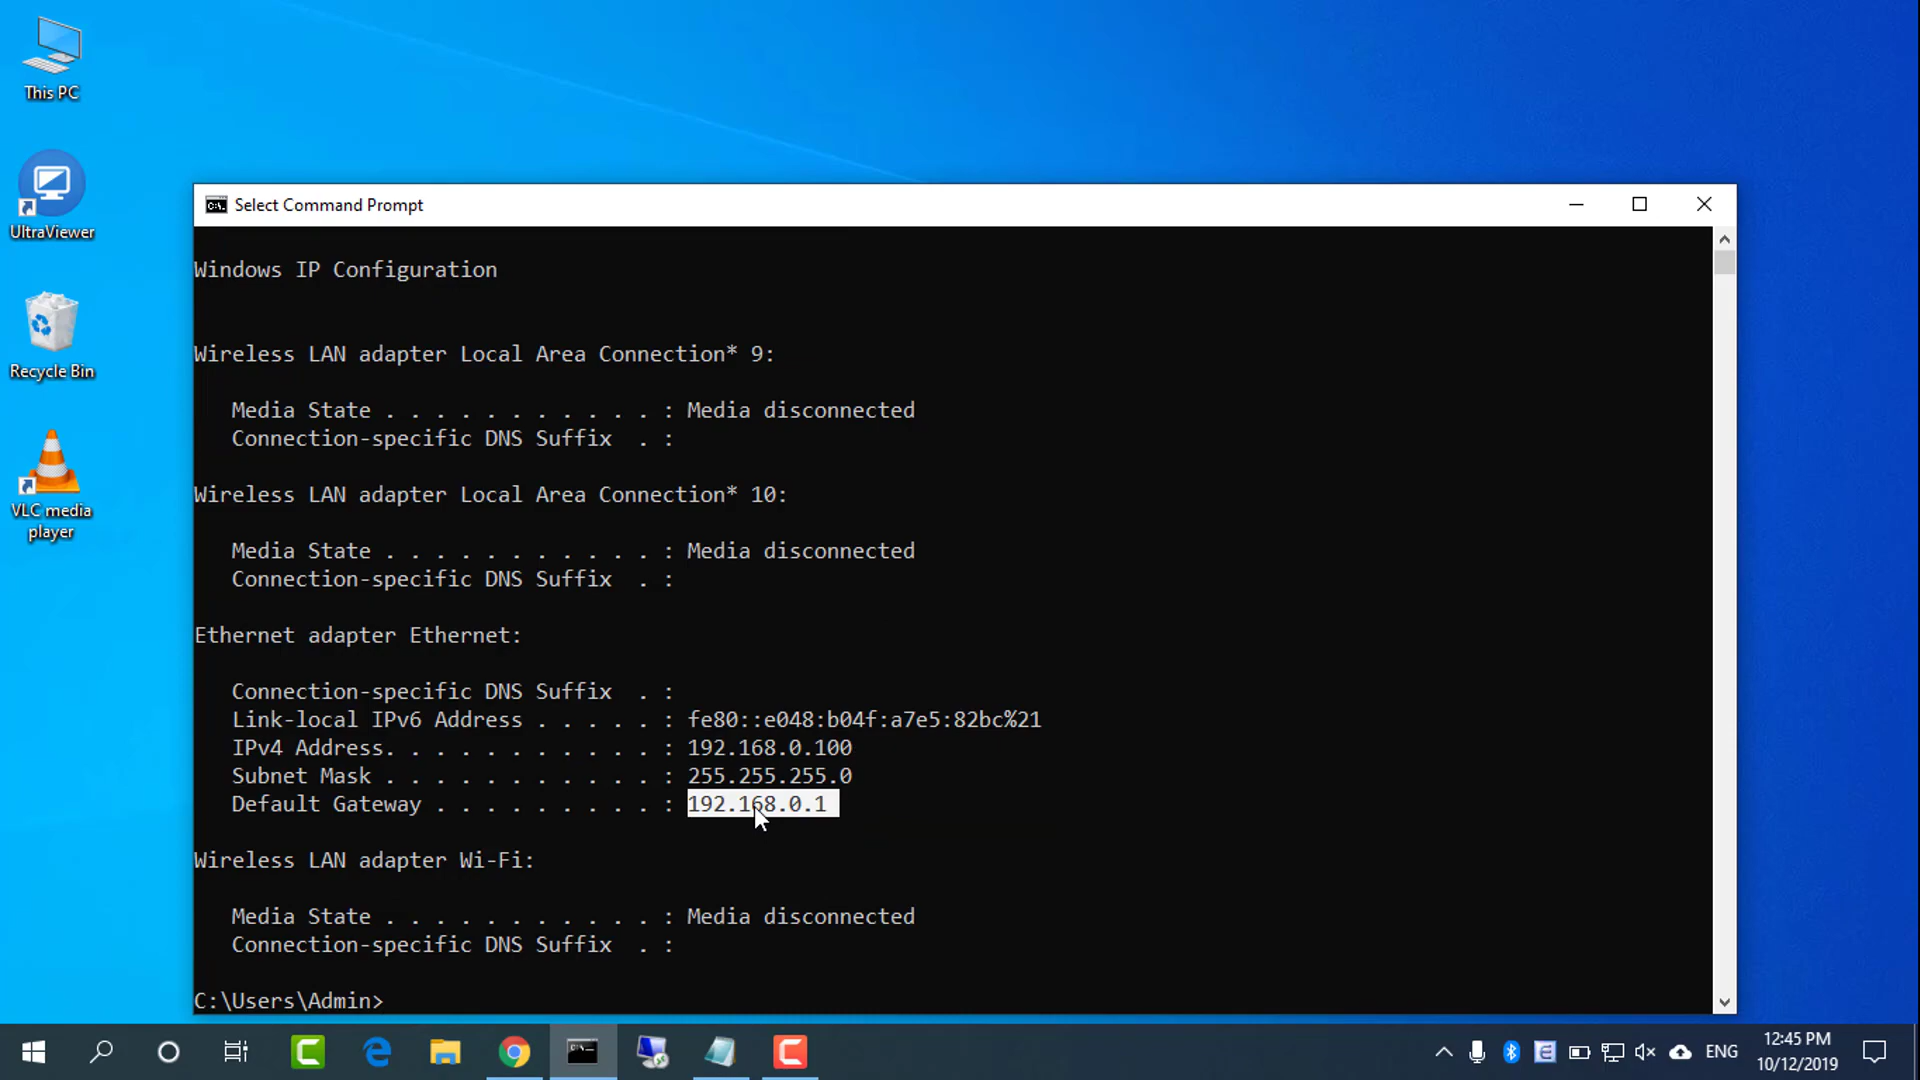 This PC
UltraViewer
Recycle Bin
VLC media
player
Select Command Prompt
Windows IP Configuration
Wireless LAN adapter Local Area Connection* 9:
Media State . . . . . . . . . . . : Media disconnected
Connection-specific DNS Suffix  . :
Wireless LAN adapter Local Area Connection* 10:
Media State . . . . . . . . . . . : Media disconnected
Connection-specific DNS Suffix  . :
Ethernet adapter Ethernet:
Connection-specific DNS Suffix  . :
Link-local IPv6 Address . . . . . : fe80::e048:b04f:a7e5:82bc%21
IPv4 Address. . . . . . . . . . . : 192.168.0.100
Subnet Mask . . . . . . . . . . . : 255.255.255.0
Default Gateway . . . . . . . . . : 192.168.0.1
Wireless LAN adapter Wi-Fi:
Media State . . . . . . . . . . . : Media disconnected
Connection-specific DNS Suffix  . :
C:\Users\Admin>
ENG
12:45 PM
10/12/2019